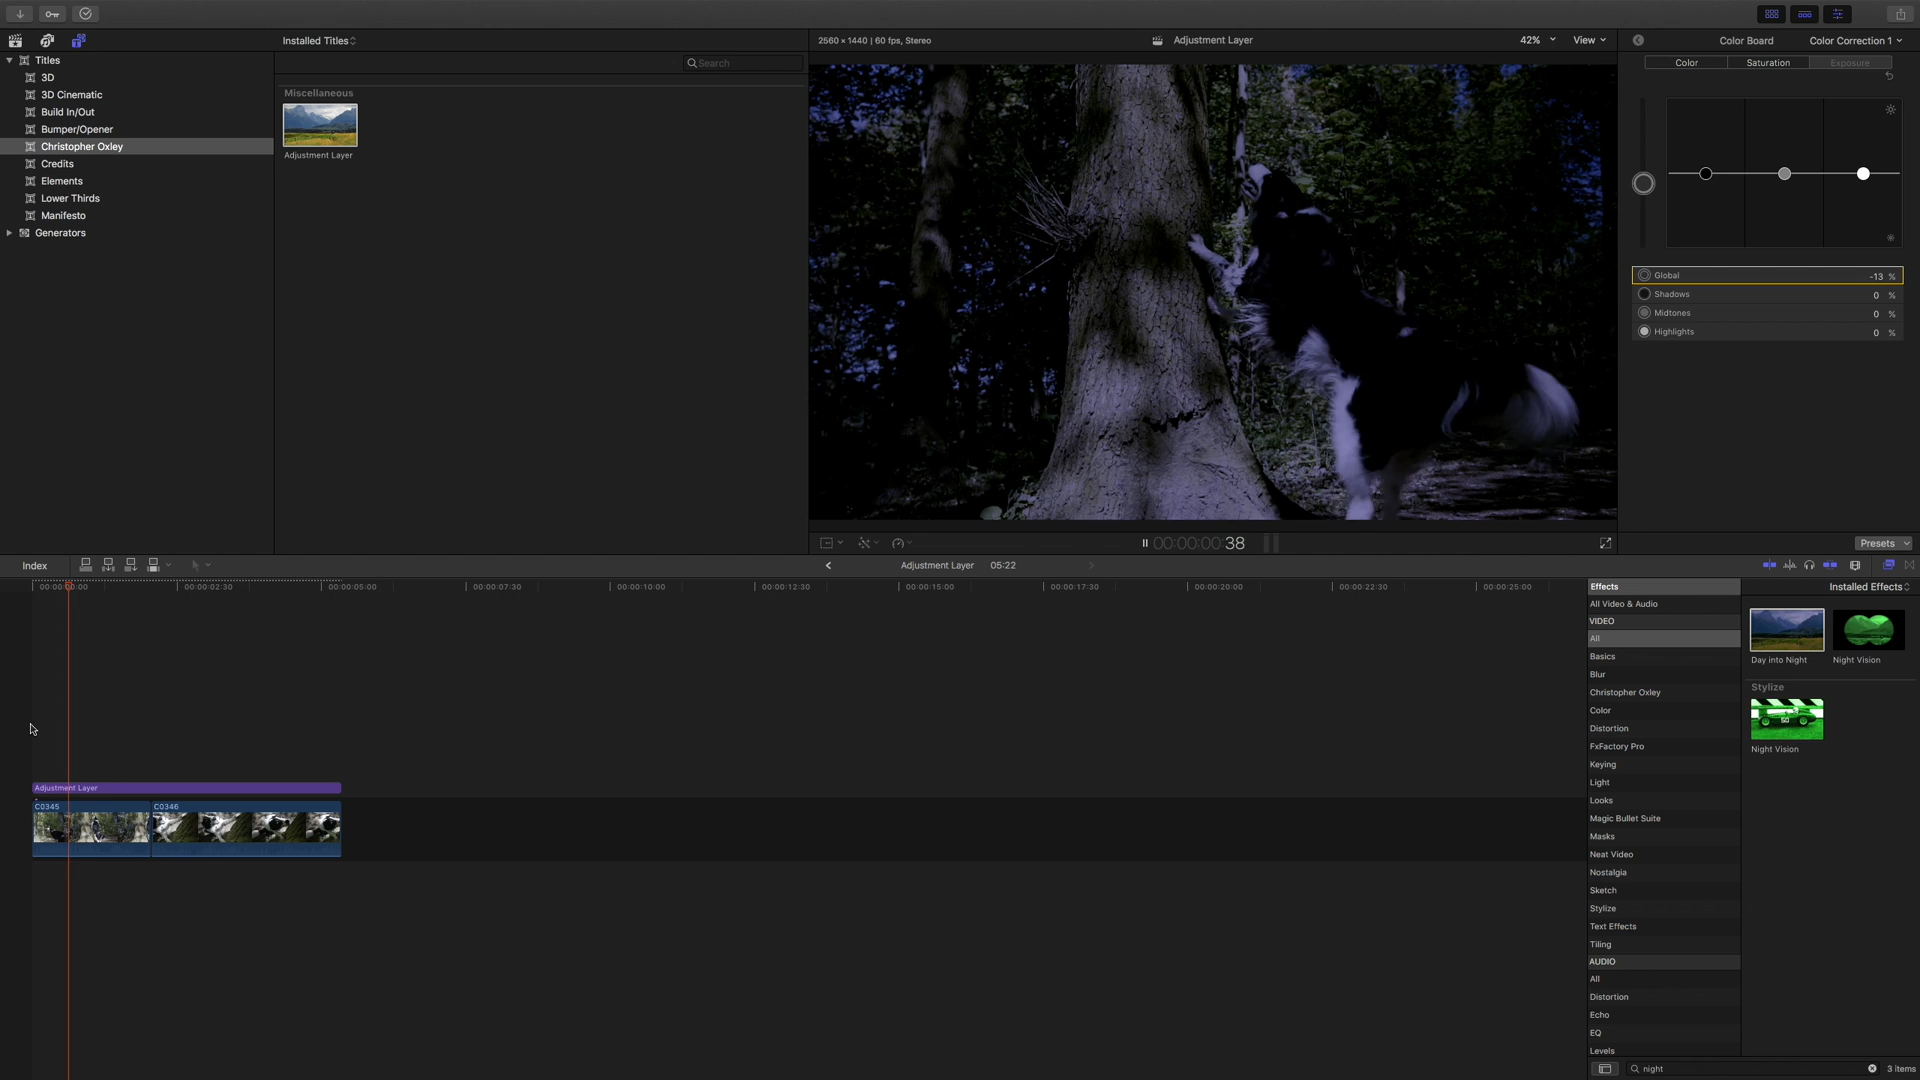 Installed Titles
2560 × 1440 | 60 fps, Stereo
Adjustment Layer
42%
View
Color Board
Color Correction 1
Titles
3D
3D Cinematic
Build In/Out
Bumper/Opener
Christopher Oxley
Credits
Elements
Lower Thirds
Manifesto
Generators
Search
Miscellaneous
Adjustment Layer
Color
Saturation
Exposure
Global -13 %
Shadows 0 %
Midtones 0 %
Highlights 0 %
00:00:00:38
Presets
Index
Adjustment Layer 05:22
00:00:02:30
00:00:05:00
00:00:07:30
00:00:10:00
00:00:12:30
00:00:15:00
00:00:17:30
00:00:20:00
00:00:22:30
00:00:25:00
Adjustment Layer
C0345
C0346
50
Effects
Installed Effects
All Video & Audio
VIDEO
All
Basics
Blur
Christopher Oxley
Color
Distortion
FxFactory Pro
Keying
Light
Looks
Magic Bullet Suite
Masks
Neat Video
Nostalgia
Sketch
Stylize
Text Effects
Tiling
AUDIO
All
Distortion
Echo
EQ
Levels
Day into Night
Night Vision
Stylize
Night Vision
night
3 items